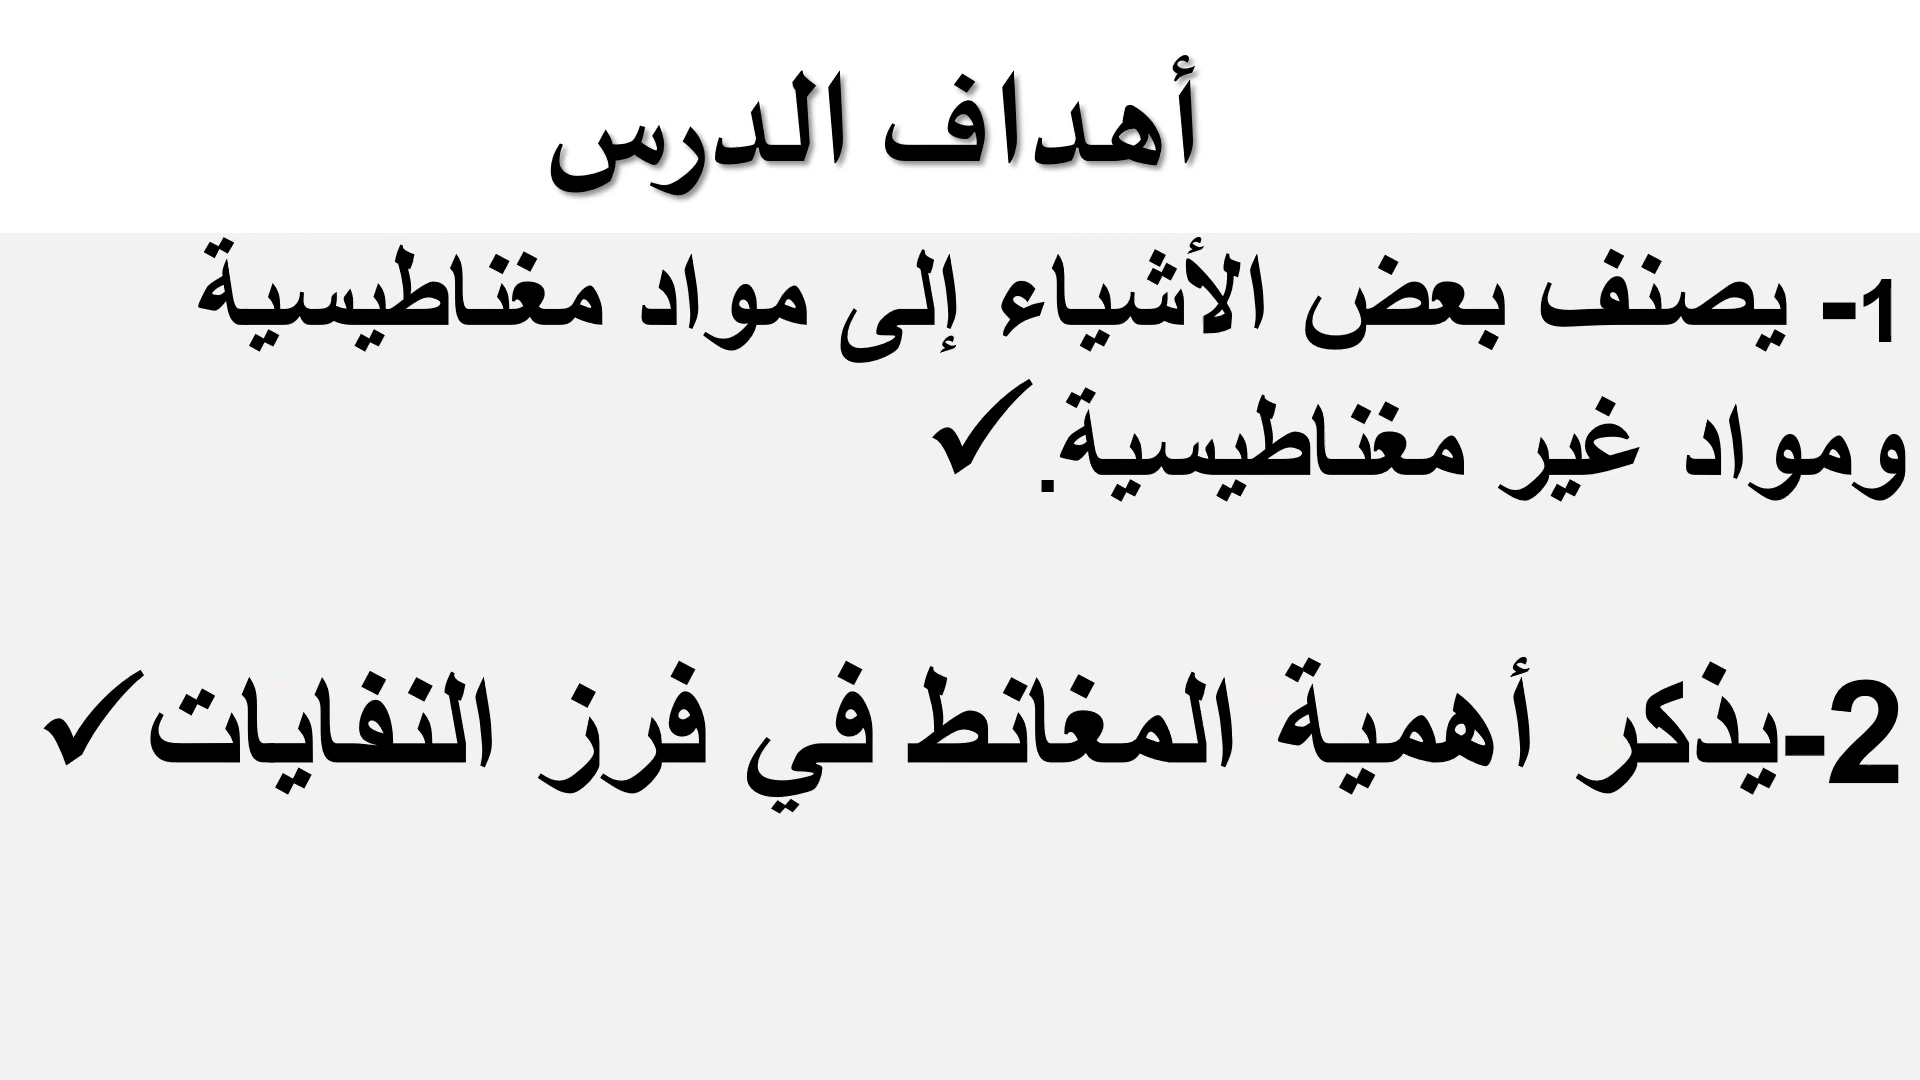 أهداف الدرس
1- يصنف بعض الأشياء إلى مواد مغناطيسية
ومواد غير مغناطيسية. ✓
2-يذكر أهمية المغانط في فرز النفايات✓